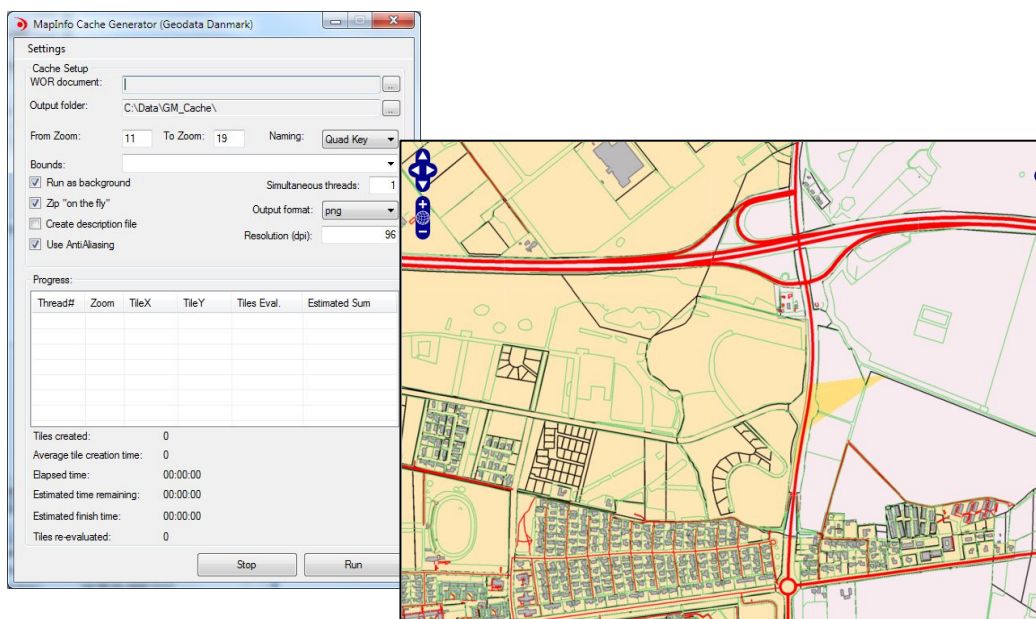 MapInfo Cache Generator (Geodata Danmark)
Settings
Cache Setup
WOR document:
..
Output folder: C:\Data\GM_Cache\ ..
From Zoom: 11 To Zoom: 19 Naming: Quad Key
Bounds:
Run as background Simultaneous threads: 1
Zip "on the fly" Output format: png
Create description file
Resolution (dpi): 96
Use AntiAliasing
Progress:
Thread# Zoom TileX TileY Tiles Eval. Estimated Sum
Tiles created: 0
Average tile creation time: 0
Elapsed time: 00:00:00
Estimated time remaining: 00:00:00
Estimated finish time: 00:00:00
Tiles re-evaluated: 0
Stop Run